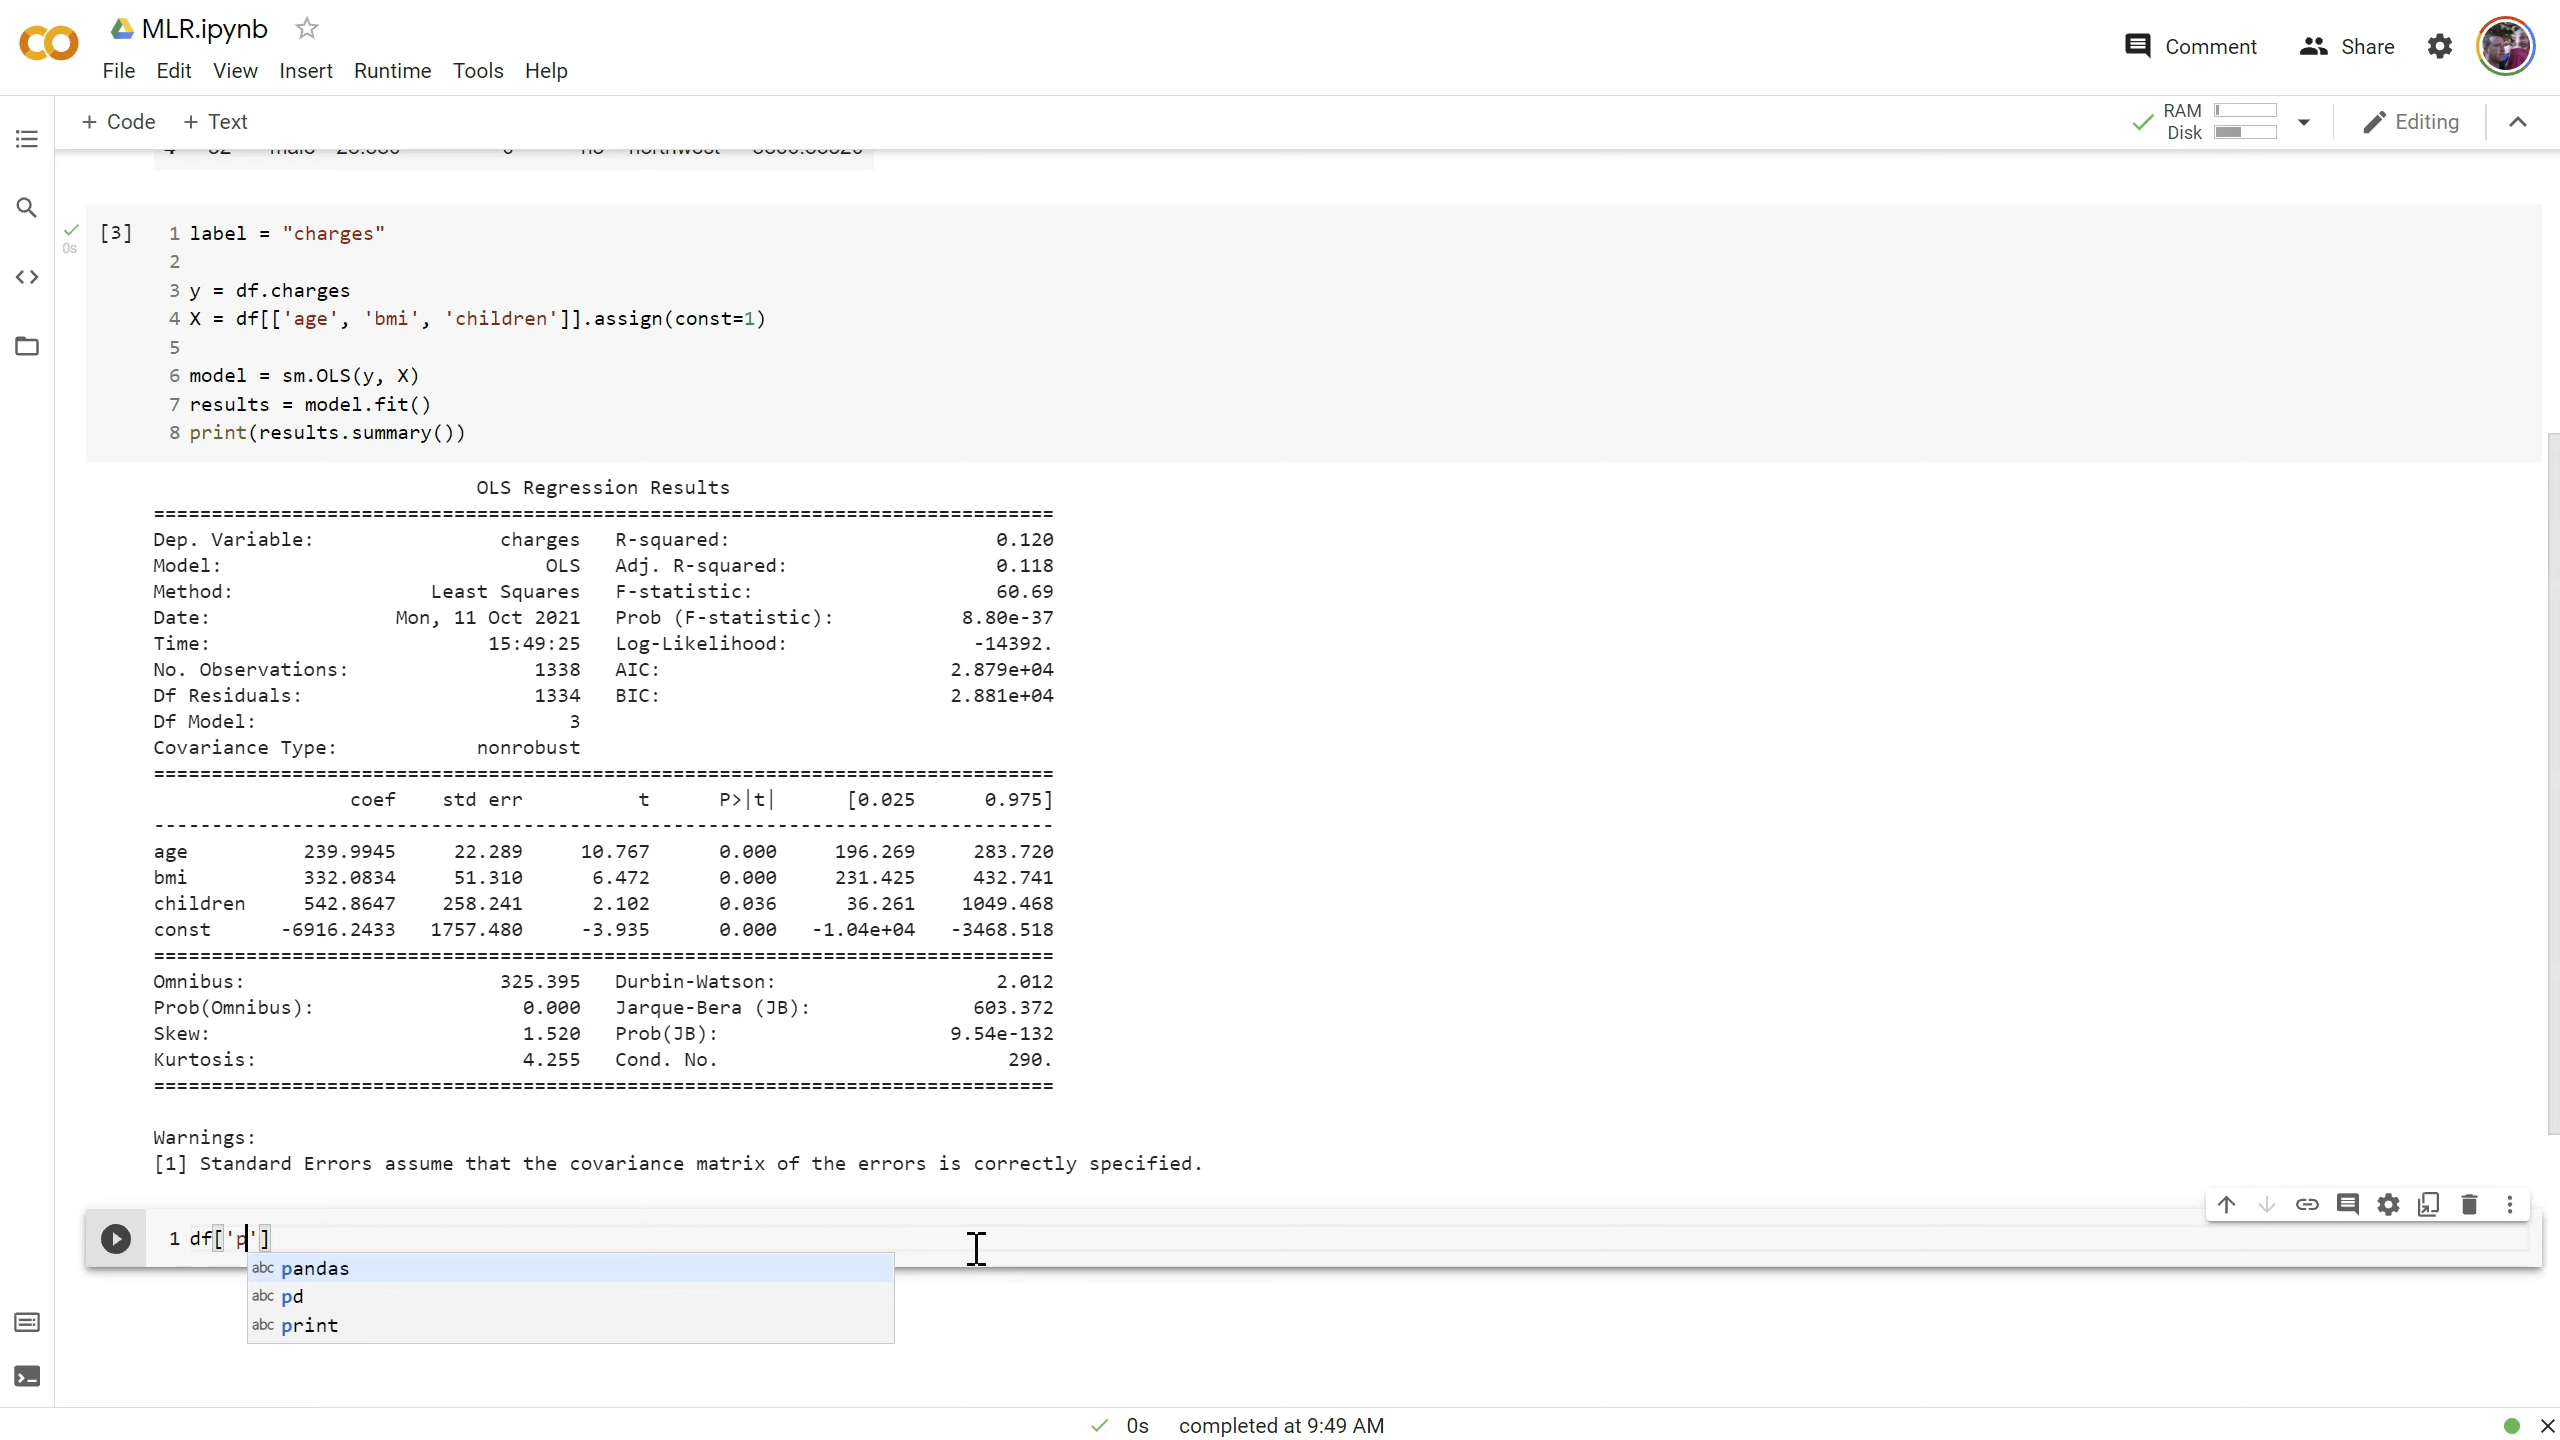 MLR.ipynb
Comment Share
File Edit View Insert Runtime Tools Help
+ Code + Text
RAM
Disk
Editing
[3]
0s
1 label = "charges"
2
3 y = df.charges
4 X = df[['age', 'bmi', 'children']].assign(const=1)
5
6 model = sm.OLS(y, X)
7 results = model.fit()
8 print(results.summary())
OLS Regression Results
==============================================================================
Dep. Variable: charges R-squared: 0.120
Model: OLS Adj. R-squared: 0.118
Method: Least Squares F-statistic: 60.69
Date: Mon, 11 Oct 2021 Prob (F-statistic): 8.80e-37
Time: 15:49:25 Log-Likelihood: -14392.
No. Observations: 1338 AIC: 2.879e+04
Df Residuals: 1334 BIC: 2.881e+04
Df Model: 3
Covariance Type: nonrobust
==============================================================================
coef std err t P>|t| [0.025 0.975]
------------------------------------------------------------------------------
age 239.9945 22.289 10.767 0.000 196.269 283.720
bmi 332.0834 51.310 6.472 0.000 231.425 432.741
children 542.8647 258.241 2.102 0.036 36.261 1049.468
const -6916.2433 1757.480 -3.935 0.000 -1.04e+04 -3468.518
==============================================================================
Omnibus: 325.395 Durbin-Watson: 2.012
Prob(Omnibus): 0.000 Jarque-Bera (JB): 603.372
Skew: 1.520 Prob(JB): 9.54e-132
Kurtosis: 4.255 Cond. No. 290.
==============================================================================
Warnings:
[1] Standard Errors assume that the covariance matrix of the errors is correctly specified.
1 df['p']
abc pandas
abc pd
abc print
0s completed at 9:49 AM